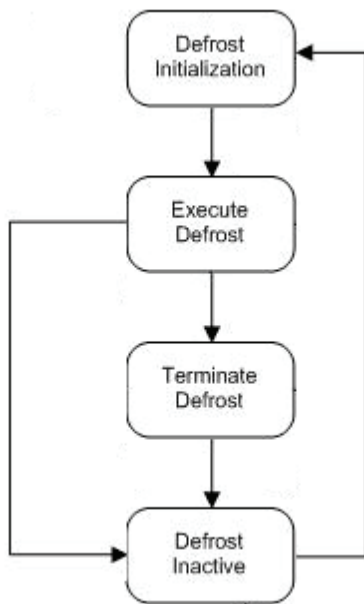 Defrost
Initialization
Execute
Defrost
Terminate
Defrost
Defrost
Inactive